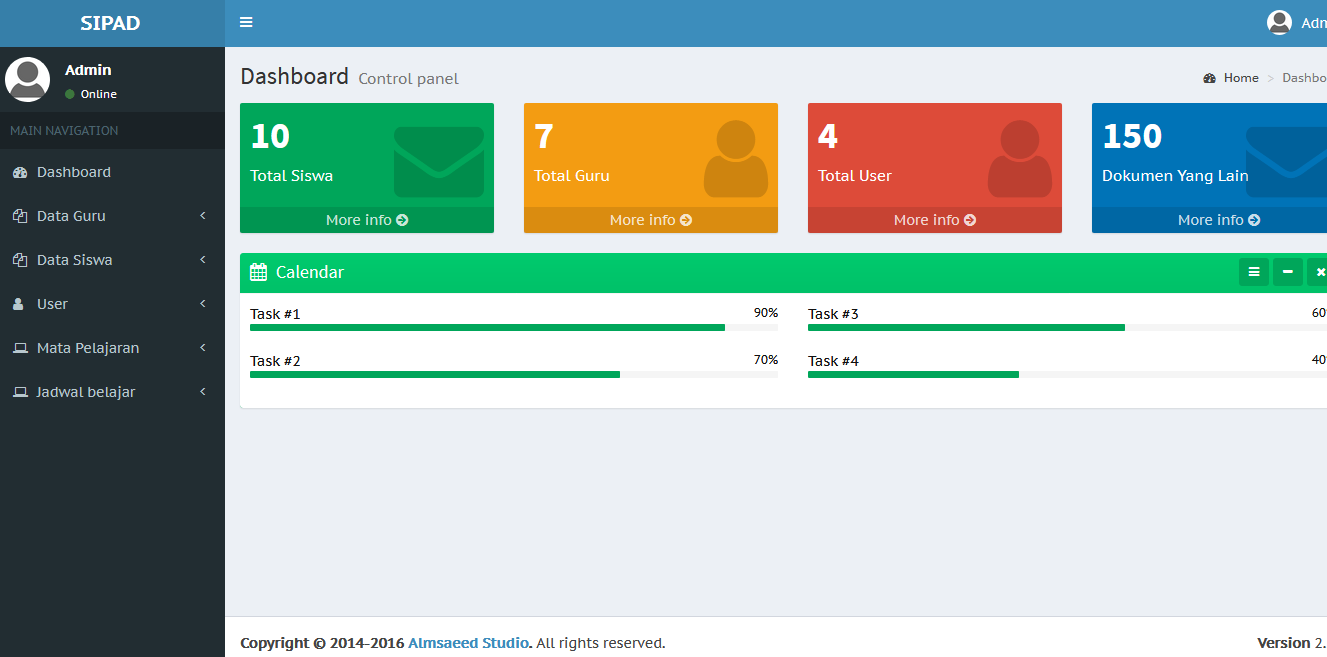 SIPAD
Adm
Admin
Online
MAIN NAVIGATION
Dashboard
Data Guru
Data Siswa
User
Mata Pelajaran
Jadwal belajar
Dashboard Control panel
Home > Dashbo
10
Total Siswa
More info
7
Total Guru
More info
4
Total User
More info
150
Dokumen Yang Lain
More info
Calendar
Task #1 90%
Task #2 70%
Task #3 60
Task #4 40
Copyright © 2014-2016 Almsaeed Studio. All rights reserved.
Version 2.